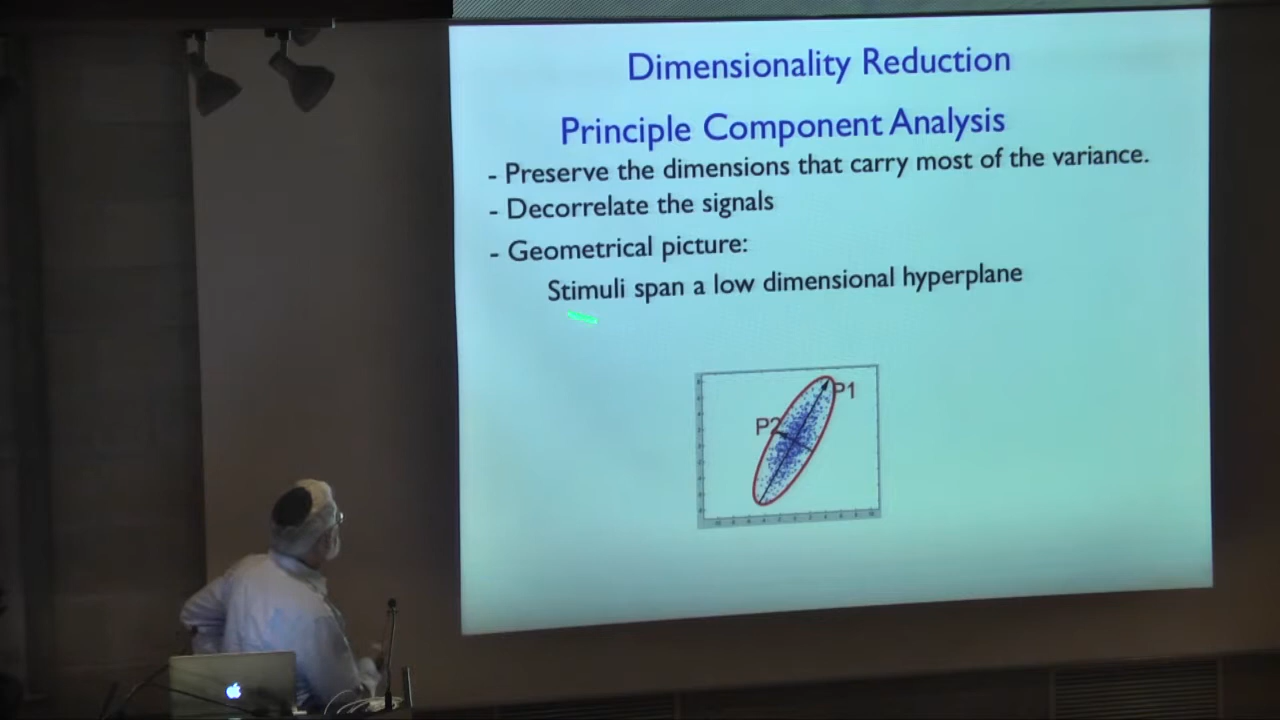 Dimensionality Reduction
Principle Component Analysis
- Preserve the dimensions that carry most of the variance.
- Decorrelate the signals
- Geometrical picture:
Stimuli span a low dimensional hyperplane
P1
P2